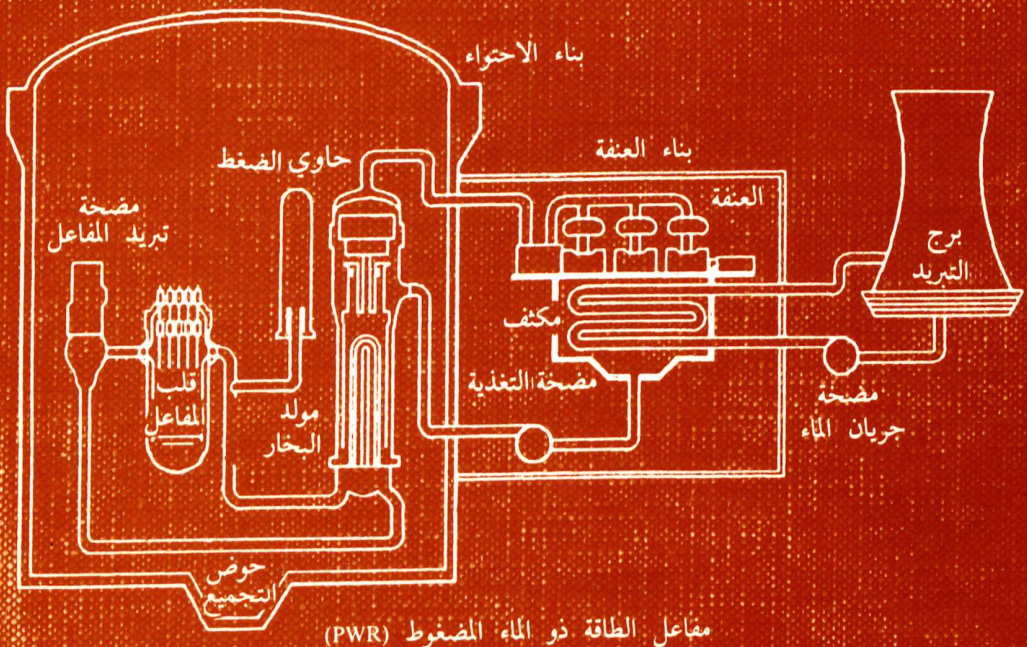 بناء الاحتواء
بناء العنفة
حاوي الضغط
العنفة
مضخة
تبريد المفاعل
برج
التبريد
مكثف
قلب
المفاعل
مولد
البخار
مضخة التغذية
مضخة
جريان الماء
حوض
التجميع
مفاعل الطاقة ذو الماء المضغوط (PWR)